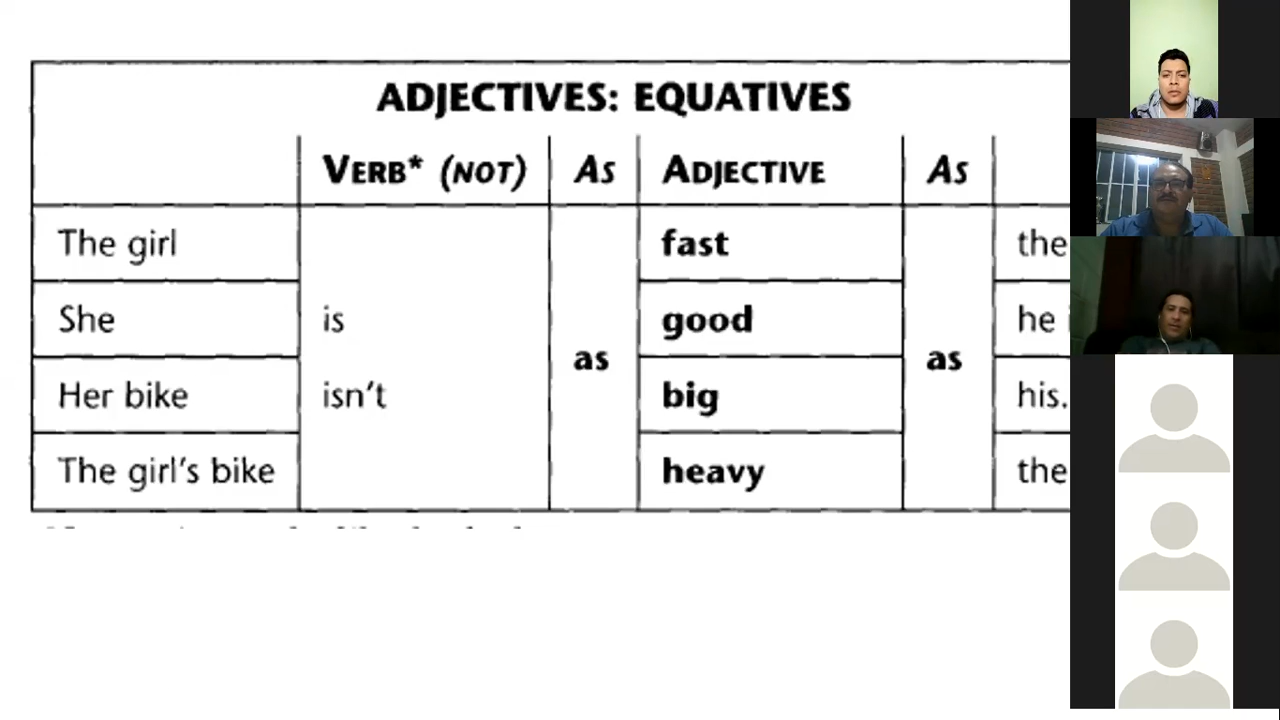 ADJECTIVES: EQUATIVES
VERB* (NOT) AS ADJECTIVE AS
The girl fast the
She is good he
as as
Her bike isn't big his.
The girl's bike heavy the